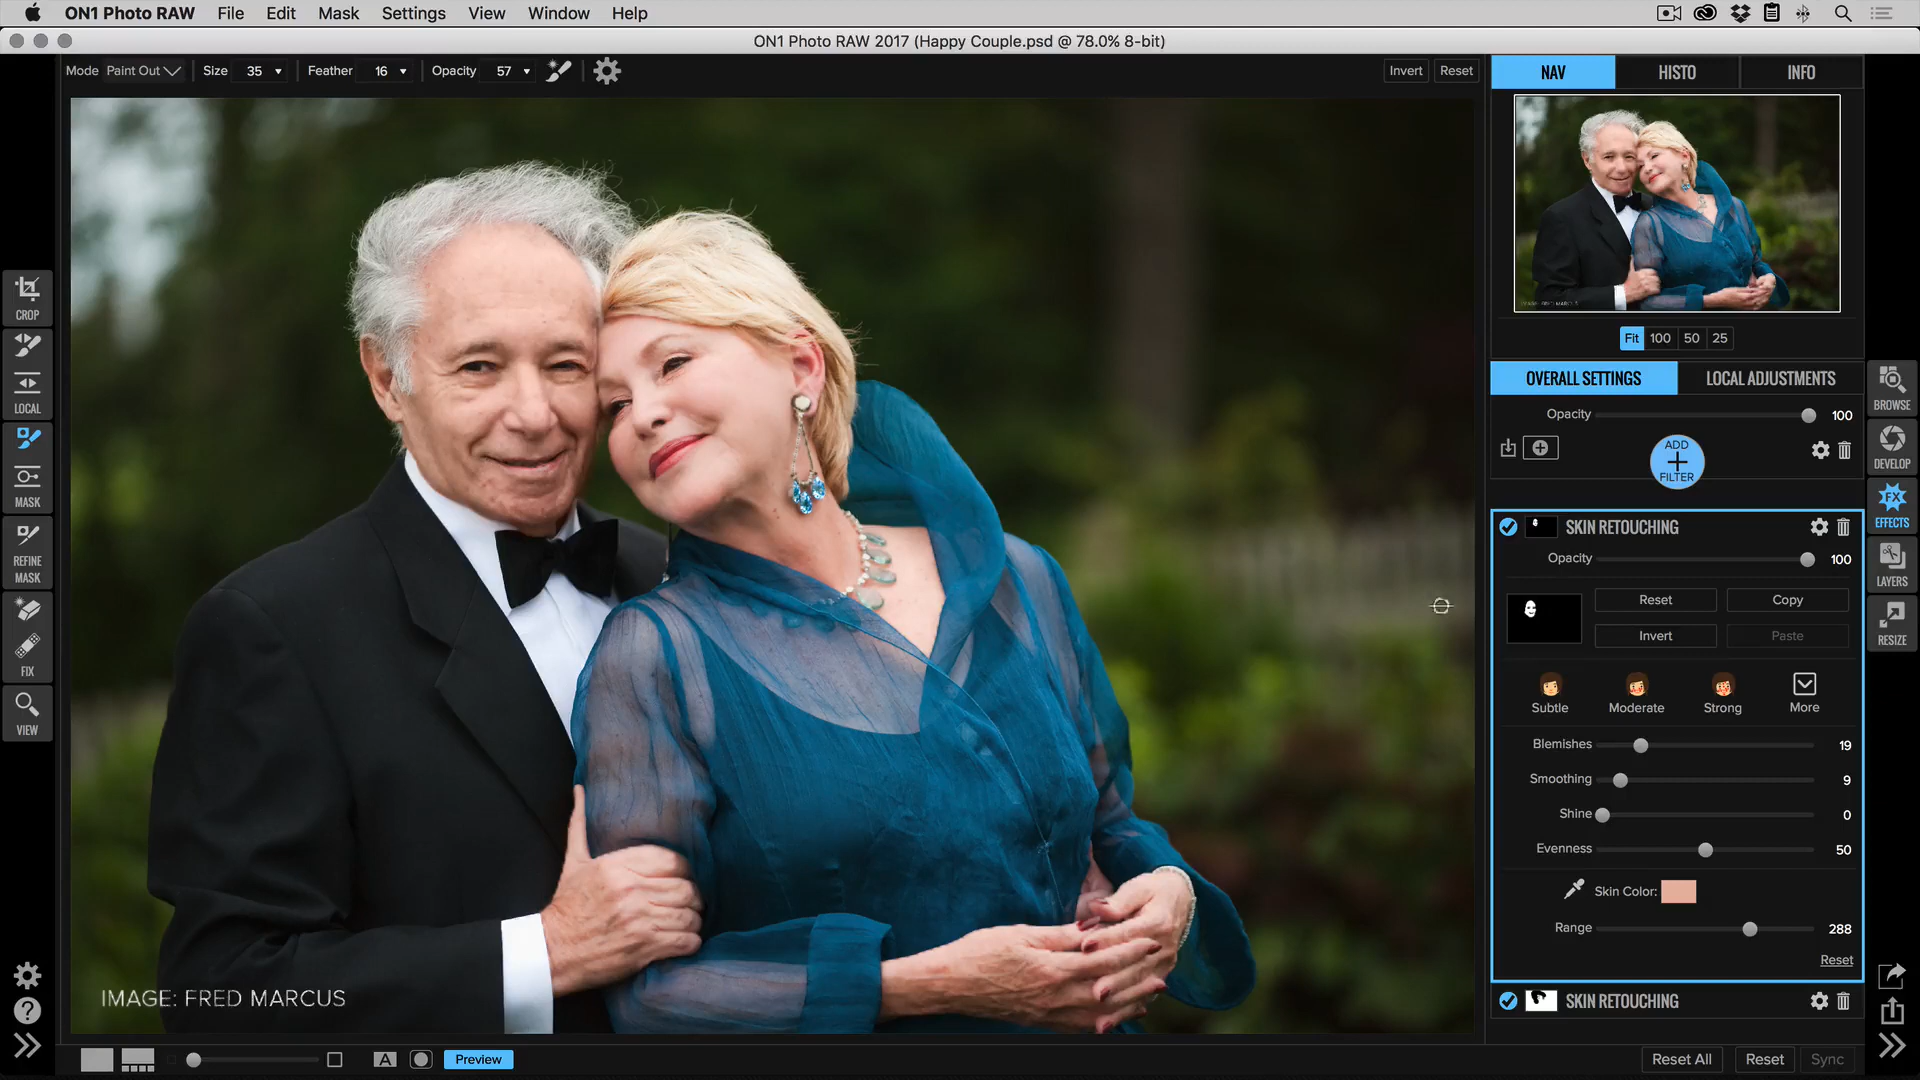 ON1 Photo RAW File Edit Mask Settings View Window Help
ON1 Photo RAW 2017 (Happy Couple.psd @ 78.0% 8-bit)
Mode Paint Out Size 35 Feather 16 Opacity 57 Invert Reset
NAV HISTO INFO
Fit 100 50 25
OVERALL SETTINGS LOCAL ADJUSTMENTS
Opacity 100
ADD
FILTER
SKIN RETOUCHING
Opacity 100
Reset Copy
Invert Paste
Subtle Moderate Strong More
Blemishes 19
Smoothing 9
Shine 0
Evenness 50
Skin Color:
Range 288
Reset
SKIN RETOUCHING
CROP
LOCAL
MASK
REFINE
MASK
FIX
VIEW
BROWSE
DEVELOP
FX
EFFECTS
LAYERS
RESIZE
IMAGE: FRED MARCUS
A Preview
Reset All Reset Sync